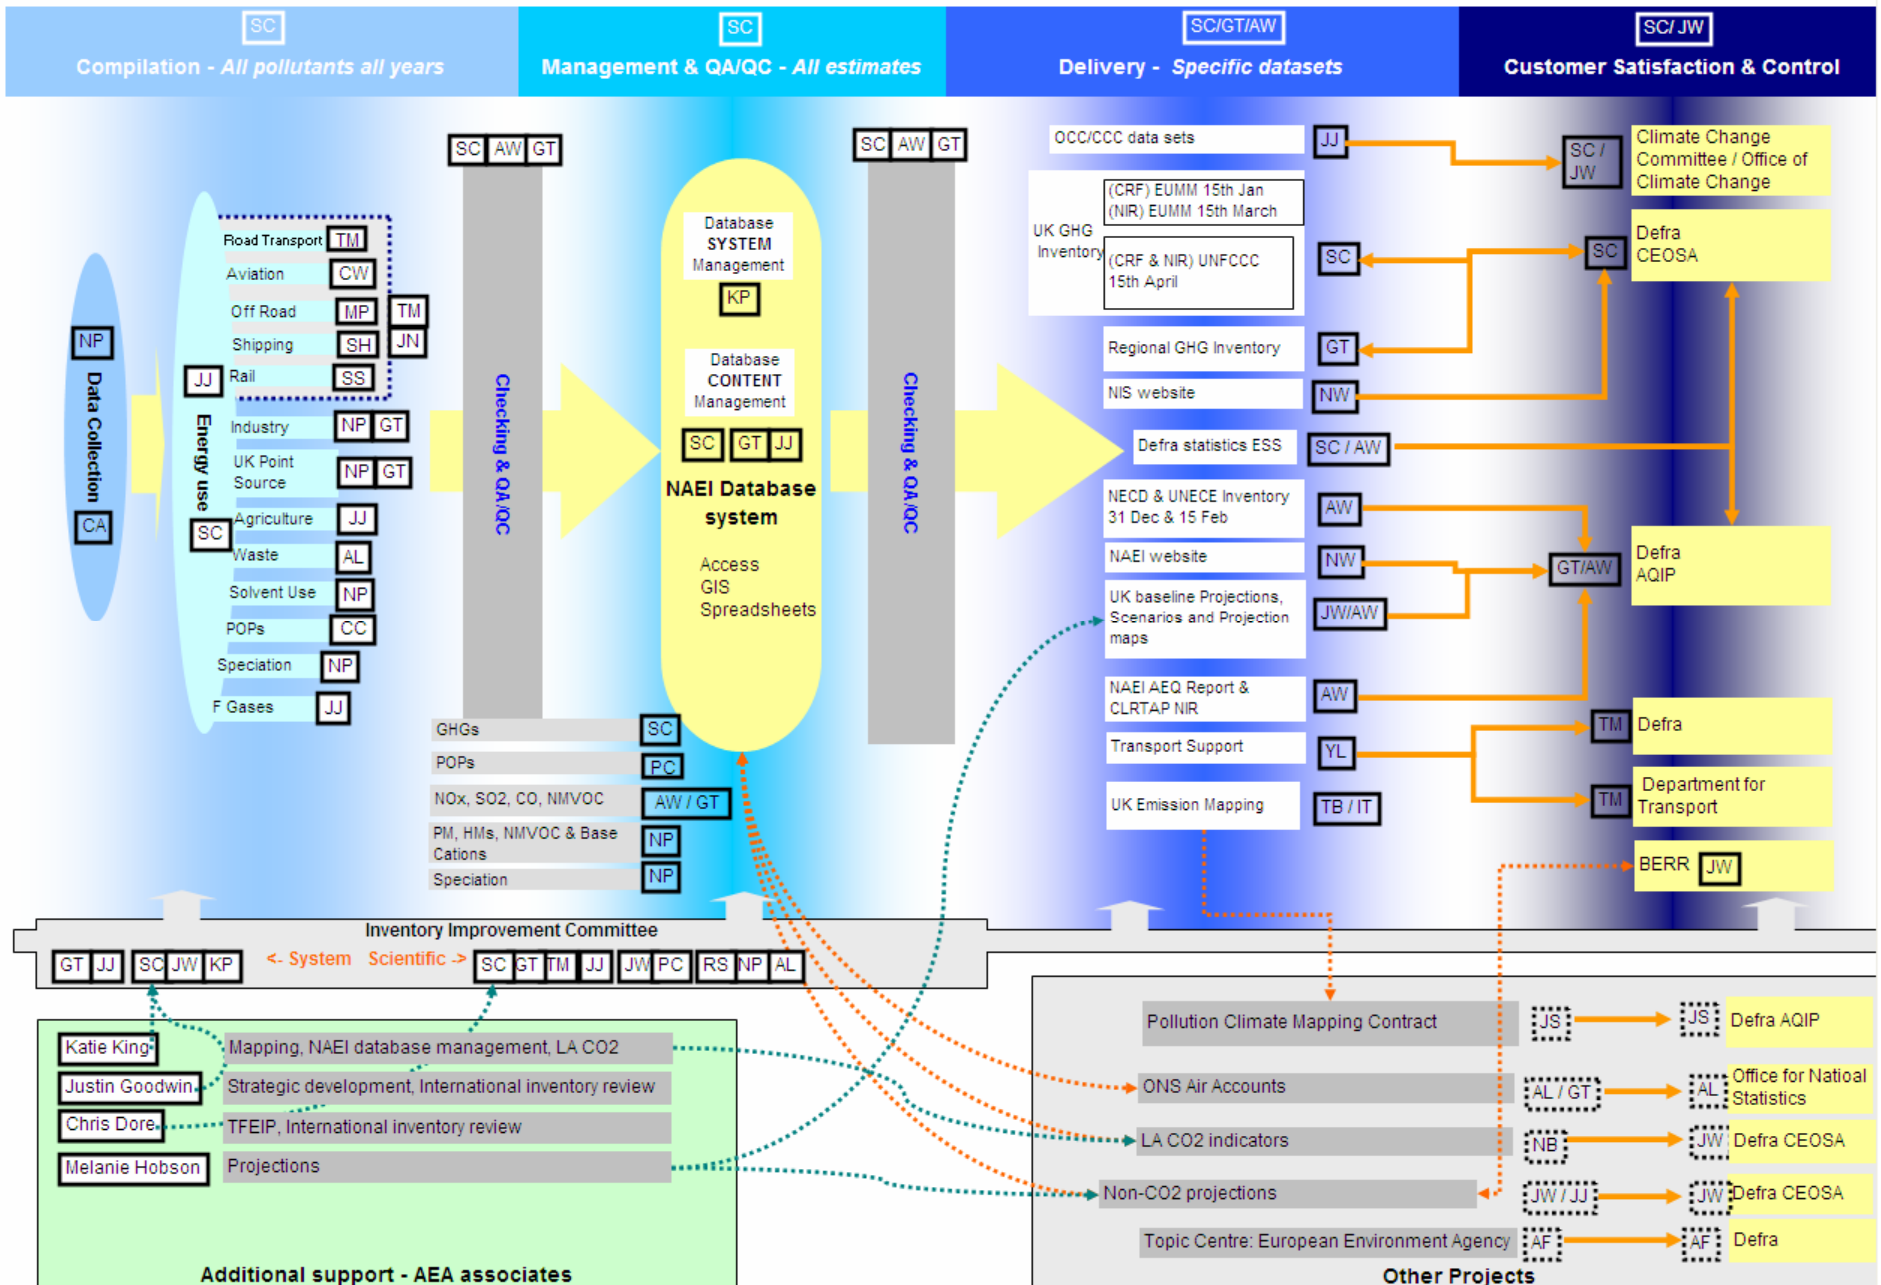 SC
Compilation - All pollutants all years
SC
Management & QA/QC - All estimates
SC/GT/AW
Delivery - Specific datasets
SC/ JW
Customer Satisfaction & Control
NP
Data Collection
CA
JJ
Energy use
SC
Road Transport TM
Aviation CW
Off Road MP
Shipping SH
Rail SS
TM
JN
Industry NP GT
UK Point
Source
NP GT
Agriculture JJ
Waste AL
Solvent Use NP
POPs CC
Speciation NP
F Gases JJ
SC AW GT
Checking & QA/QC
GHGs SC
POPs PC
NOx, SO2, CO, NMVOC AW / GT
PM, HMs, NMVOC & Base
Cations
NP
Speciation NP
Database
SYSTEM
Management
KP
Database
CONTENT
Management
SC GT JJ
NAEI Database
system
Access
GIS
Spreadsheets
SC AW GT
Checking & QA/QC
OCC/CCC data sets JJ
UK GHG
Inventory
(CRF) EUMM 15th Jan
(NIR) EUMM 15th March
(CRF & NIR) UNFCCC
15th April
SC
Regional GHG Inventory GT
NIS website NW
Defra statistics ESS SC / AW
NECD & UNECE Inventory
31 Dec & 15 Feb
AW
NAEI website NW
UK baseline Projections,
Scenarios and Projection
maps
JW/AW
NAEI AEQ Report &
CLRTAP NIR
AW
Transport Support YL
UK Emission Mapping TB / IT
SC /
JW
Climate Change
Committee / Office of
Climate Change
SC
Defra
CEOSA
GT/AW
Defra
AQIP
TM Defra
TM
Department for
Transport
BERR JW
Inventory Improvement Committee
GT JJ SC JW KP <- System Scientific -> SC GT TM JJ JW PC RS NP AL
Katie King Mapping, NAEI database management, LA CO2
Justin Goodwin Strategic development, International inventory review
Chris Dore TFEIP, International inventory review
Melanie Hobson Projections
Additional support - AEA associates
Pollution Climate Mapping Contract JS JS Defra AQIP
ONS Air Accounts AL / GT AL
Office for Natioal
Statistics
LA CO2 indicators NB JW Defra CEOSA
Non-CO2 projections JW / JJ JW Defra CEOSA
Topic Centre: European Environment Agency AF AF Defra
Other Projects